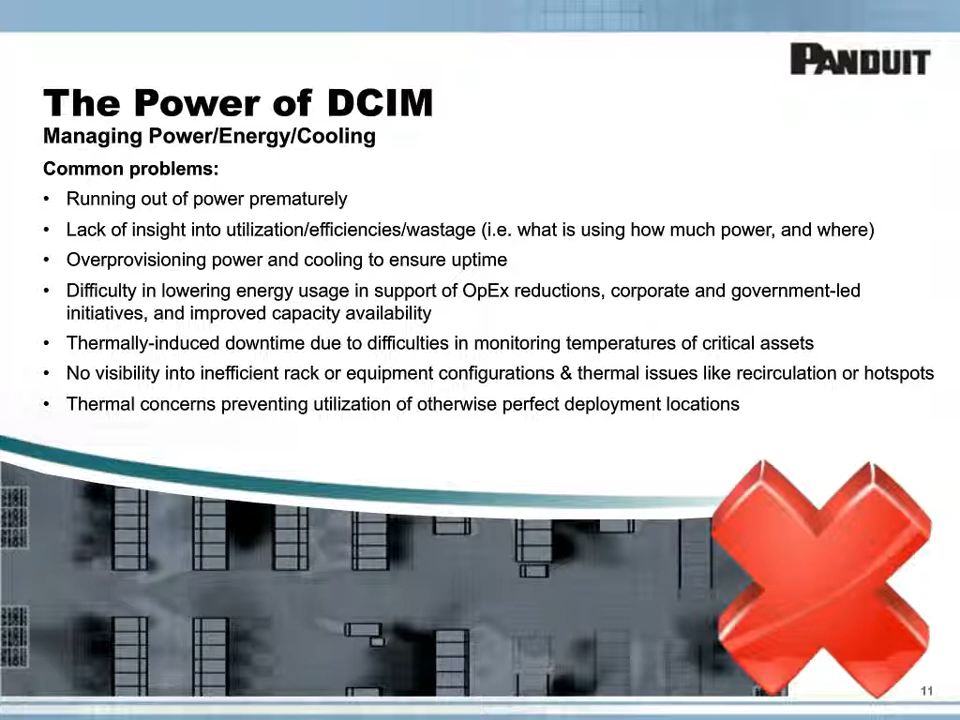 PANDUIT
The Power of DCIM
Managing Power/Energy/Cooling
Common problems:
• Running out of power prematurely
• Lack of insight into utilization/efficiencies/wastage (i.e. what is using how much power, and where)
• Overprovisioning power and cooling to ensure uptime
• Difficulty in lowering energy usage in support of OpEx reductions, corporate and government-led
initiatives, and improved capacity availability
• Thermally-induced downtime due to difficulties in monitoring temperatures of critical assets
• No visibility into inefficient rack or equipment configurations & thermal issues like recirculation or hotspots
• Thermal concerns preventing utilization of otherwise perfect deployment locations
11